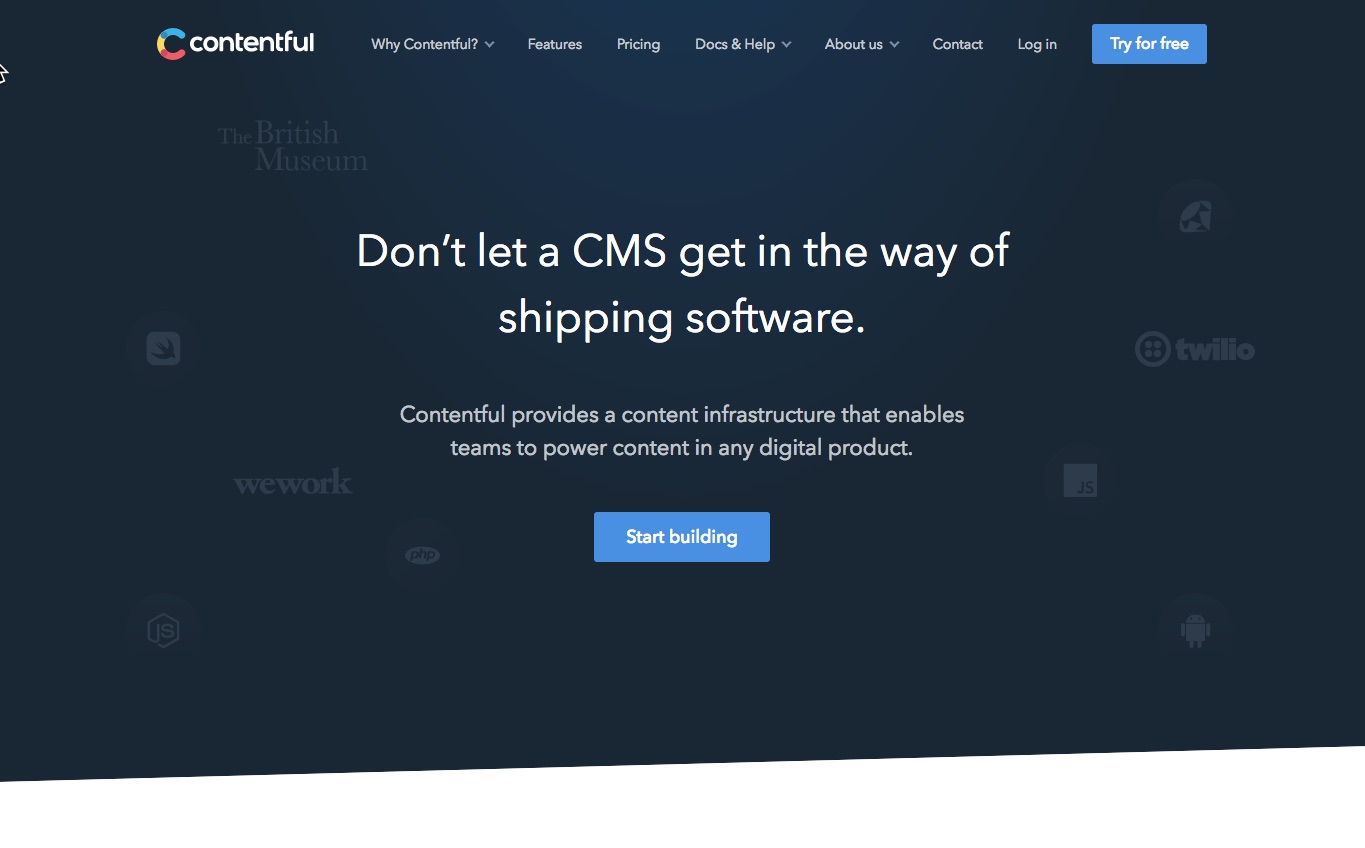 contentful
Why Contentful?
Features
Pricing
Docs & Help
About us
Contact
Log in
Try for free
The British
Museum
Don’t let a CMS get in the way of
shipping software.
twilio
Contentful provides a content infrastructure that enables
teams to power content in any digital product.
wework
JS
Start building
php
JS